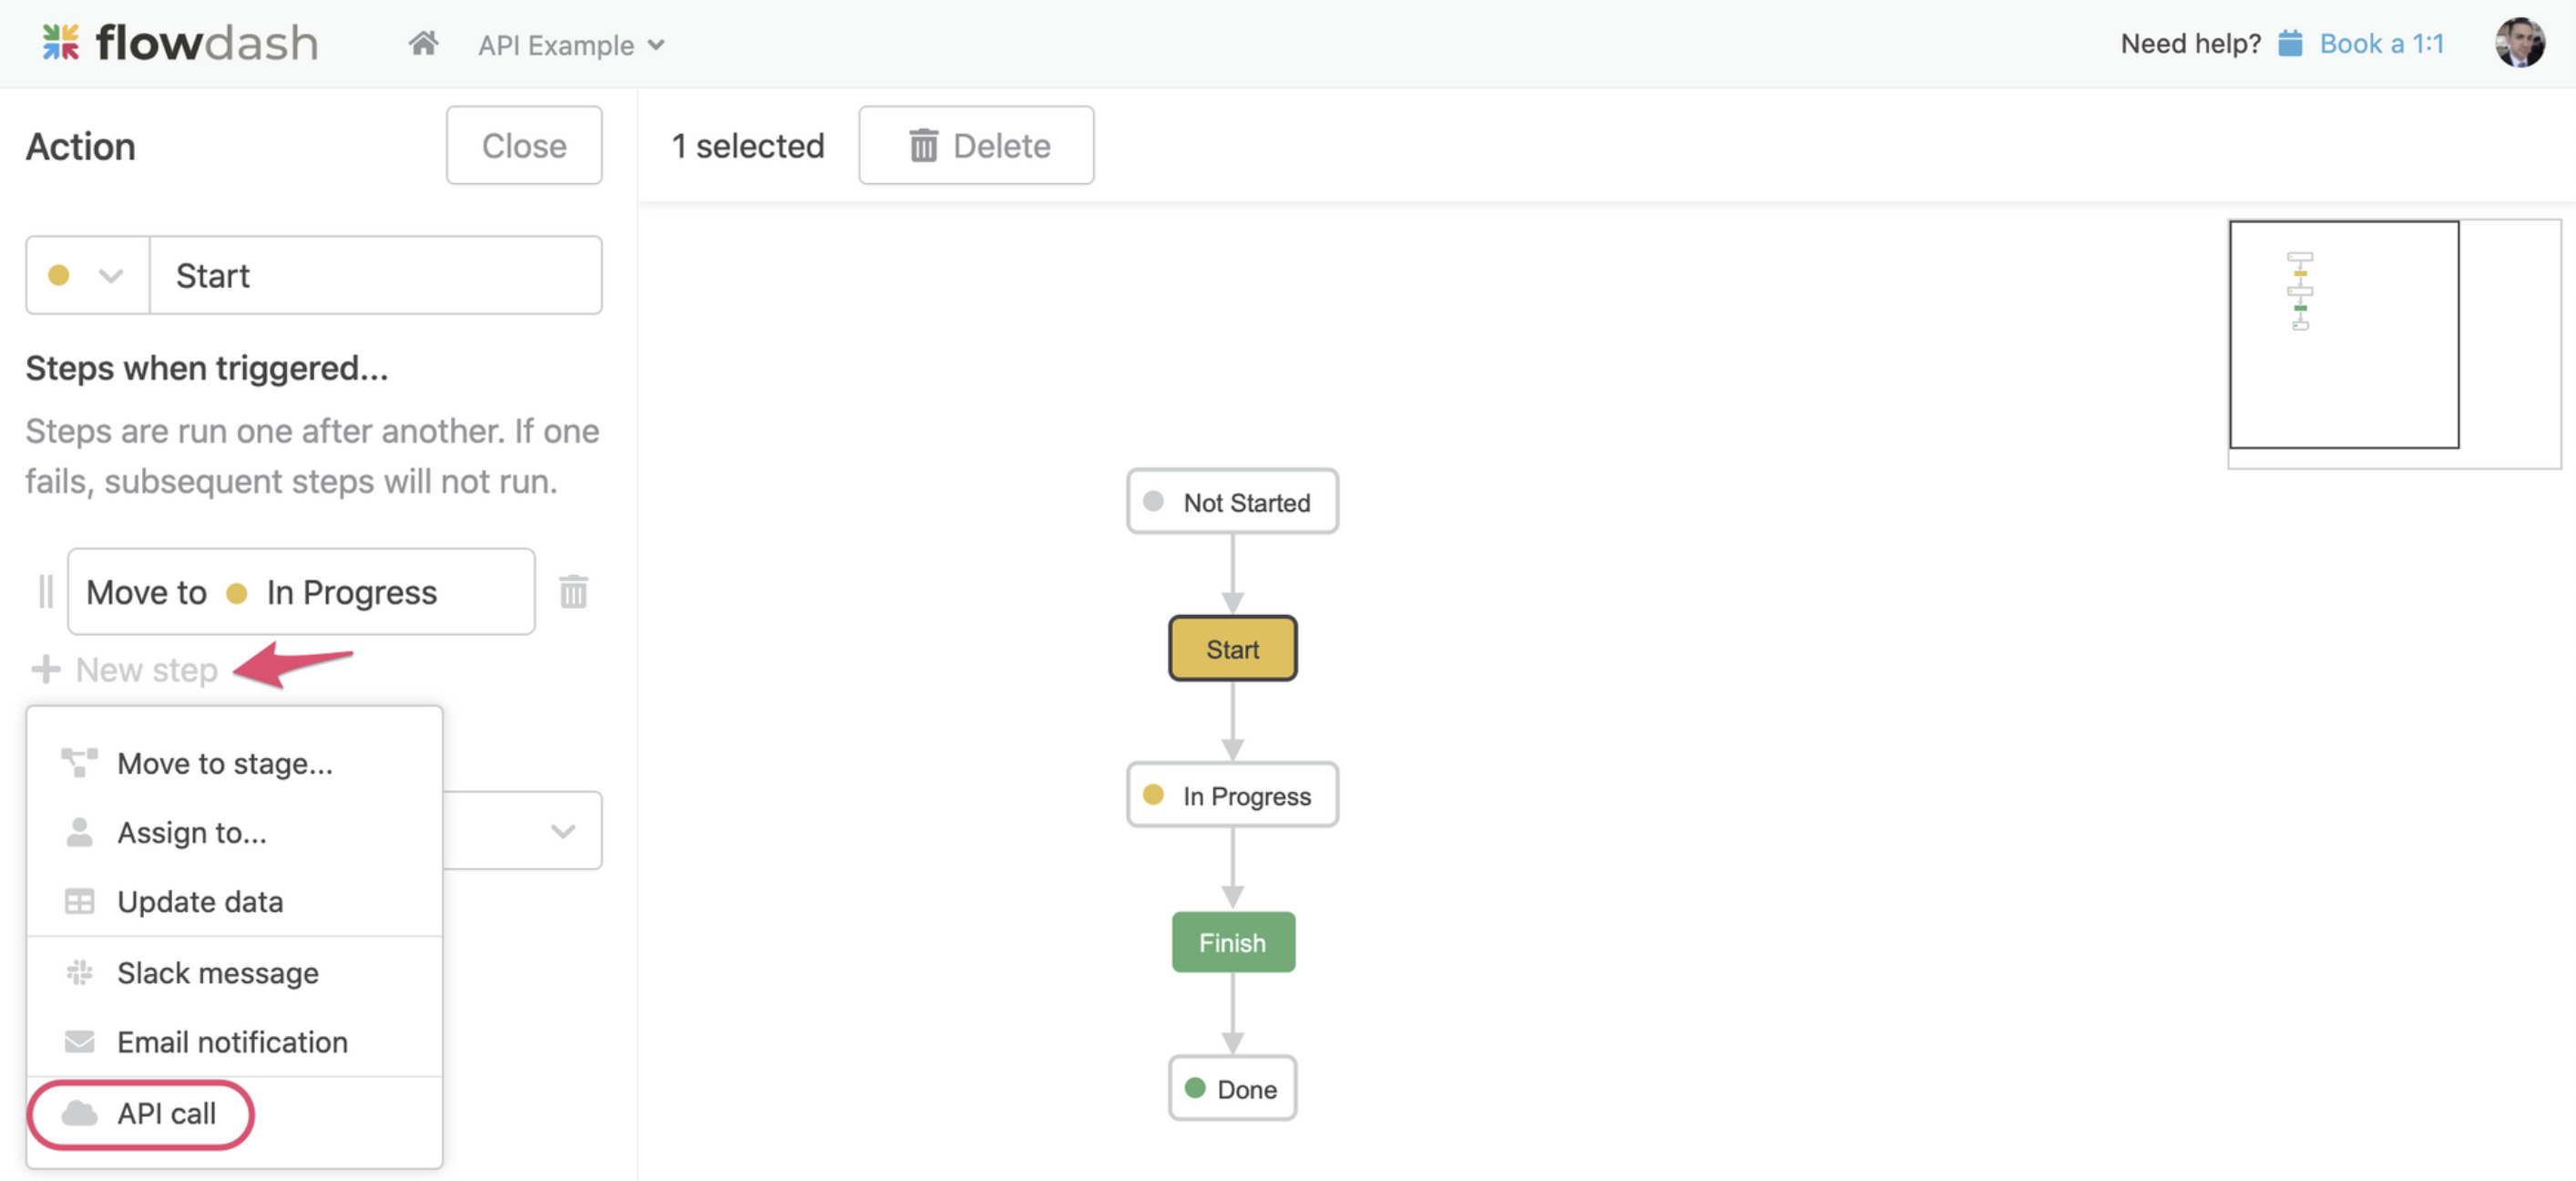 flowdash
API Example
Need help? Book a 1:1
Action
Close
1 selected
Delete
Start
Steps when triggered...
Steps are run one after another. If one
fails, subsequent steps will not run.
Move to In Progress
New step
Move to stage...
Assign to...
Update data
Slack message
Email notification
API call
Not Started
Start
In Progress
Finish
Done